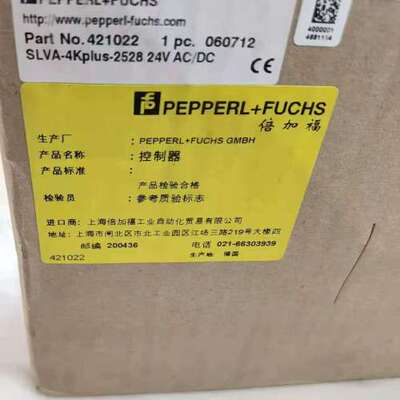 PEPPERL+FUCHS
http://www.pepperl-fuchs.com
Part No. 421022 1 pc. 060712
SLVA-4Kplus-2528 24V AC/DC
CE
4000001
4881114
PEPPERL+FUCHS
倍加福
生产厂 : PEPPERL+FUCHS GMBH
产品名称 : 控制器
产品标准 :
产品检验合格
检验员 : 参考质验标志
进口商 : 上海倍加福工业自动化贸易有限公司
地址 : 上海市闸北区市北工业园区江场三路219号大楼四
邮编 200436 电话 021-66303939
421022 生产地 德国